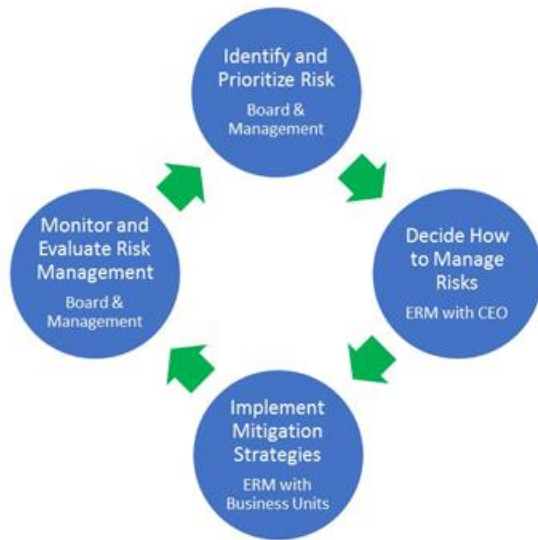 Identify and
Prioritize Risk
Board &
Management
Decide How
to Manage
Risks
ERM with CEO
Implement
Mitigation
Strategies
ERM with
Business Units
Monitor and
Evaluate Risk
Management
Board &
Management